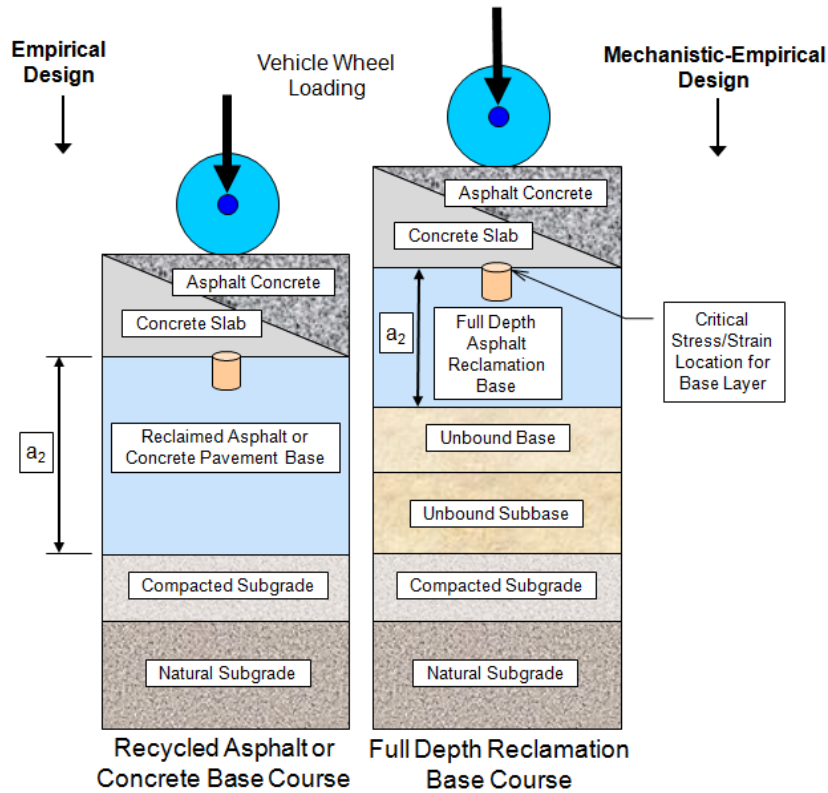 Empirical
Design
Vehicle Wheel
Loading
Mechanistic-Empirical
Design
Asphalt Concrete
Concrete Slab
a2
Reclaimed Asphalt or
Concrete Pavement Base
Compacted Subgrade
Natural Subgrade
Recycled Asphalt or
Concrete Base Course
Asphalt Concrete
Concrete Slab
a2
Full Depth
Asphalt
Reclamation
Base
Critical
Stress/Strain
Location for
Base Layer
Unbound Base
Unbound Subbase
Compacted Subgrade
Natural Subgrade
Full Depth Reclamation
Base Course